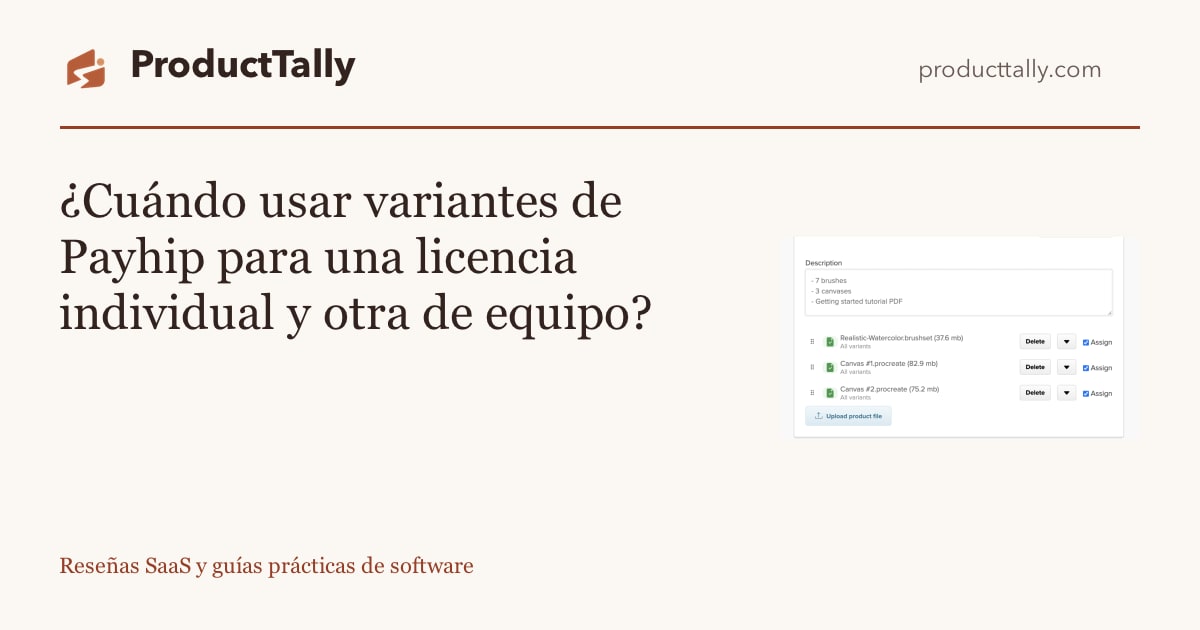 ProductTally
producttally.com
¿Cuándo usar variantes de
Payhip para una licencia
individual y otra de equipo?
Description
- 7 brushes
- 3 canvases
- Getting started tutorial PDF
Realistic-Watercolor.brushset (37.6 mb)
All variants
Delete
Assign
Canvas #1.procreate (82.9 mb)
All variants
Delete
Assign
Canvas #2.procreate (75.2 mb)
All variants
Delete
Assign
Upload product file
Reseñas SaaS y guías prácticas de software